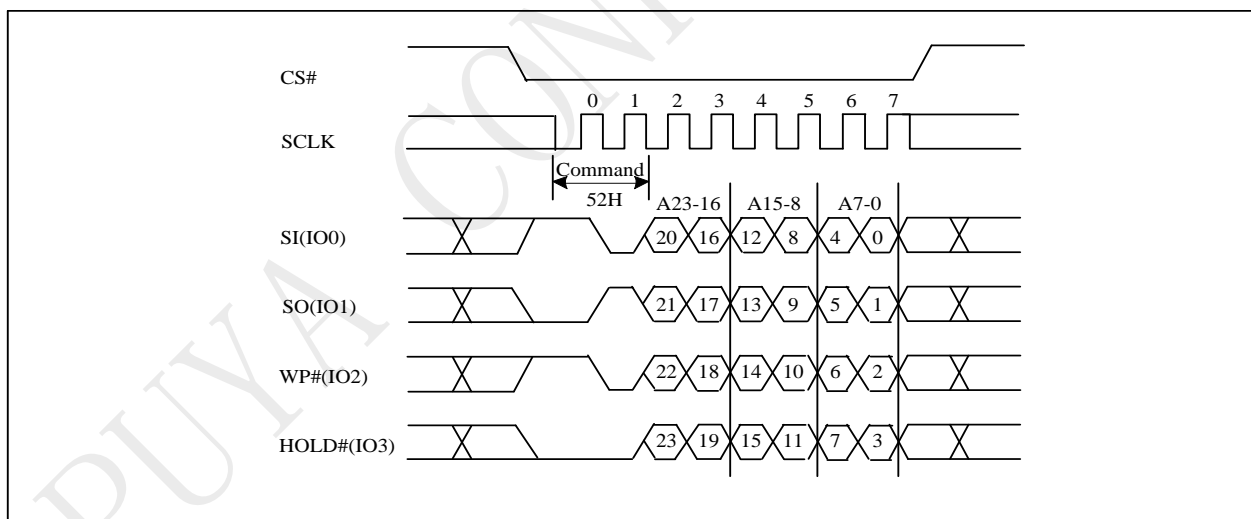 PUYA CONF
CS#
0 1 2 3 4 5 6 7
SCLK
Command
52H
A23-16 A15-8 A7-0
SI(IO0) 20 16 12 8 4 0
SO(IO1) 21 17 13 9 5 1
WP#(IO2) 22 18 14 10 6 2
HOLD#(IO3) 23 19 15 11 7 3